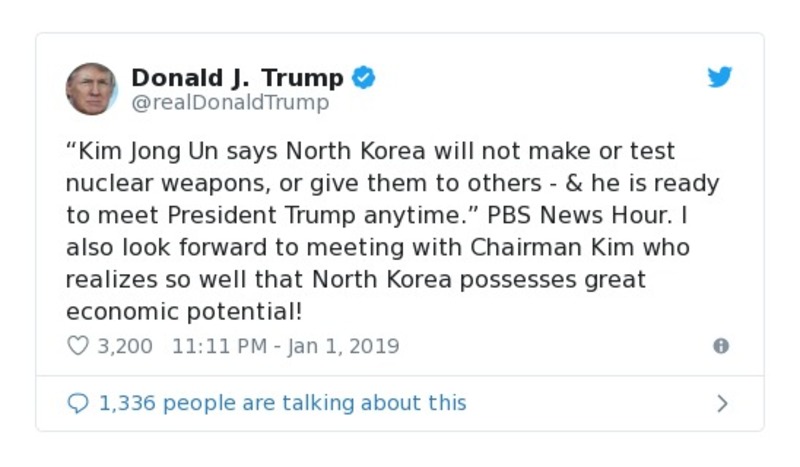 Donald J. Trump
@realDonaldTrump
“Kim Jong Un says North Korea will not make or test
nuclear weapons, or give them to others - & he is ready
to meet President Trump anytime.” PBS News Hour. I
also look forward to meeting with Chairman Kim who
realizes so well that North Korea possesses great
economic potential!
3,200 11:11 PM - Jan 1, 2019
1,336 people are talking about this